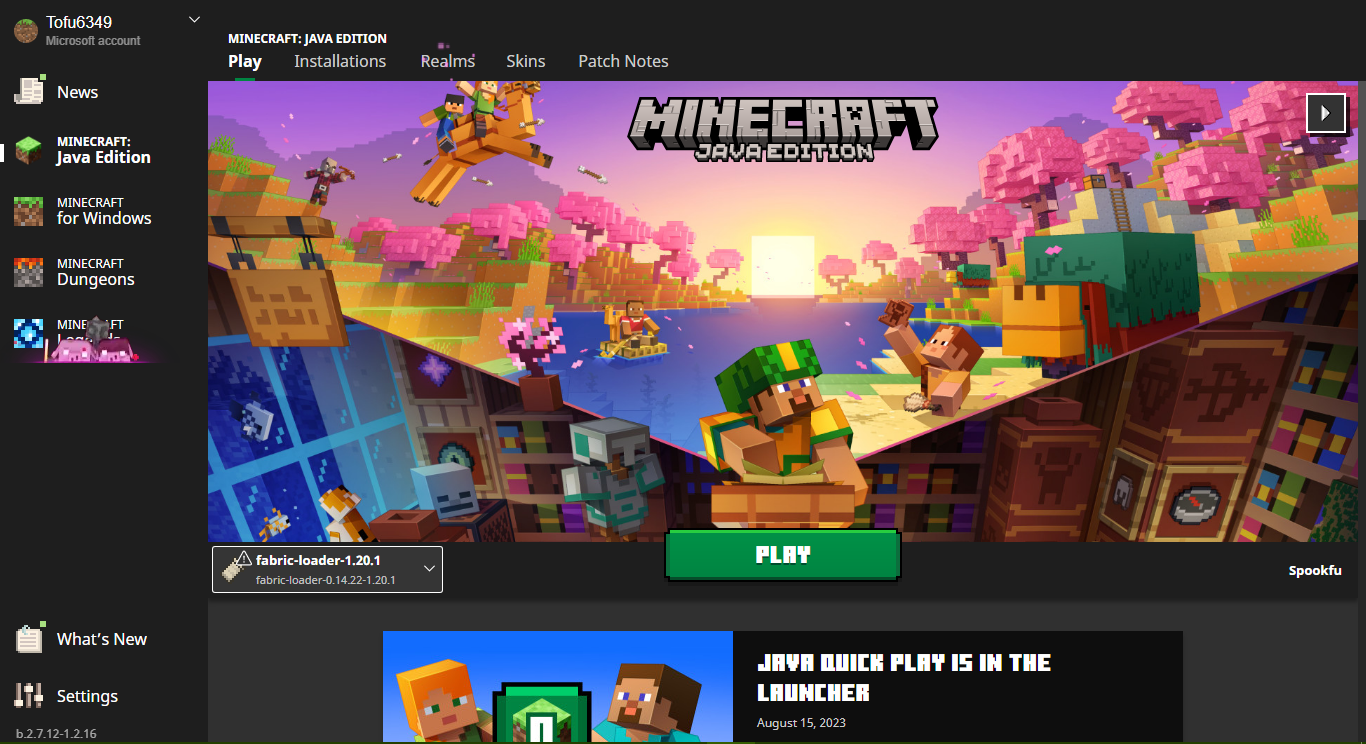 Tofu6349
Microsoft account
News
MINECRAFT:
Java Edition
MINECRAFT
for Windows
MINECRAFT
Dungeons
What's New
Settings
b.2.7.12-1.2.16
MINECRAFT: JAVA EDITION
Play
Installations
Realms
Skins
Patch Notes
MINECRAFT
JAVA EDITION
fabric-loader-1.20.1
fabric-loader-0.14.22-1.20.1
PLAY
Spookfu
JAVA QUICK PLAY IS IN THE
LAUNCHER
August 15, 2023